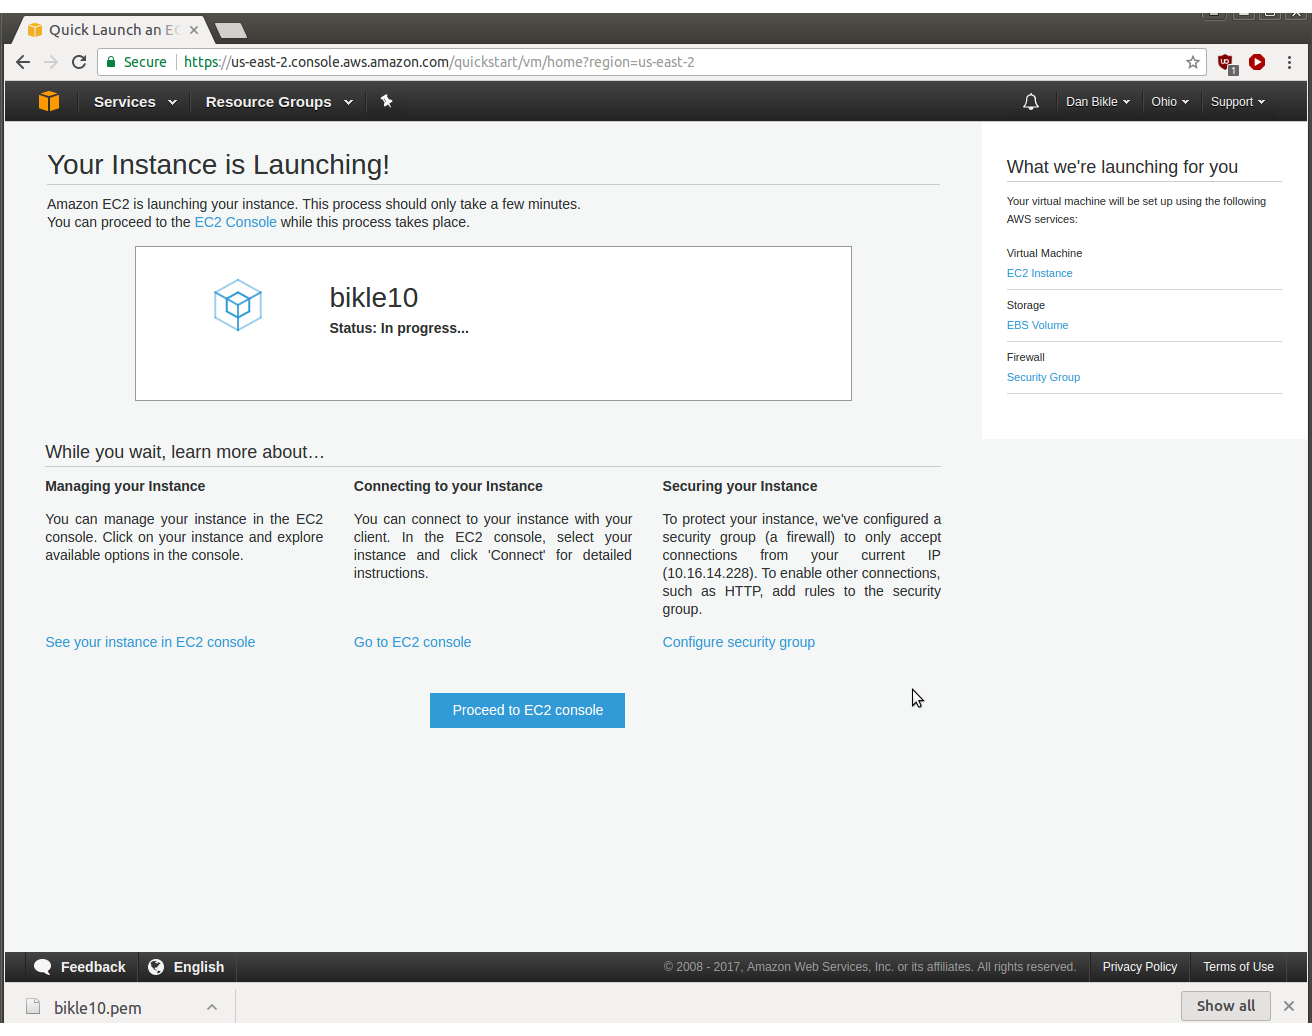 Quick Launch an EC
Secure https://us-east-2.console.aws.amazon.com/quickstart/vm/home?region=us-east-2
1
Services Resource Groups Dan Bikle Ohio Support
Your Instance is Launching!
Amazon EC2 is launching your instance. This process should only take a few minutes.
You can proceed to the EC2 Console while this process takes place.
bikle10
Status: In progress...
What we're launching for you
Your virtual machine will be set up using the following
AWS services:
Virtual Machine
EC2 Instance
Storage
EBS Volume
Firewall
Security Group
While you wait, learn more about…
Managing your Instance
You can manage your instance in the EC2
console. Click on your instance and explore
available options in the console.
See your instance in EC2 console
Connecting to your Instance
You can connect to your instance with your
client. In the EC2 console, select your
instance and click 'Connect' for detailed
instructions.
Go to EC2 console
Securing your Instance
To protect your instance, we've configured a
security group (a firewall) to only accept
connections from your current IP
(10.16.14.228). To enable other connections,
such as HTTP, add rules to the security
group.
Configure security group
Proceed to EC2 console
Feedback English © 2008 - 2017, Amazon Web Services, Inc. or its affiliates. All rights reserved. Privacy Policy Terms of Use
bikle10.pem Show all